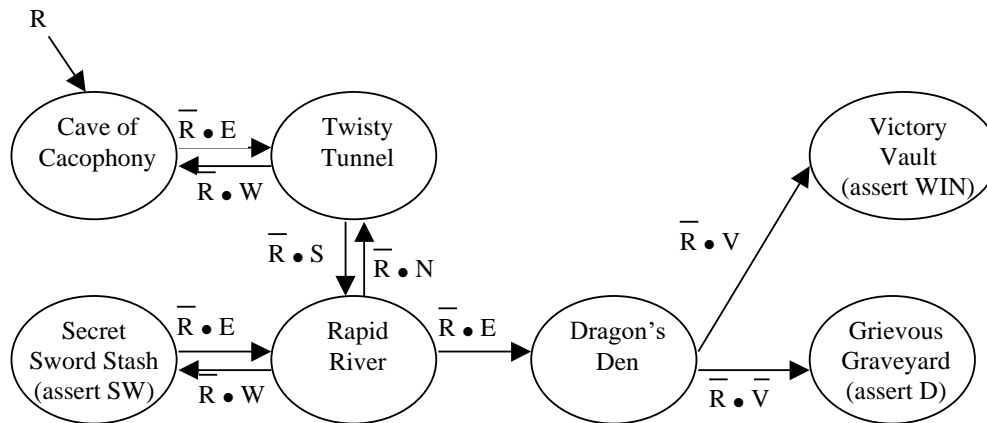 R
Cave of
Cacophony
R̅ • E
R̅ • W
Twisty
Tunnel
Victory
Vault
(assert WIN)
R̅ • S
R̅ • N
R̅ • V
Secret
Sword Stash
(assert SW)
R̅ • E
R̅ • W
Rapid
River
R̅ • E
Dragon’s
Den
R̅ • V̅
Grievous
Graveyard
(assert D)